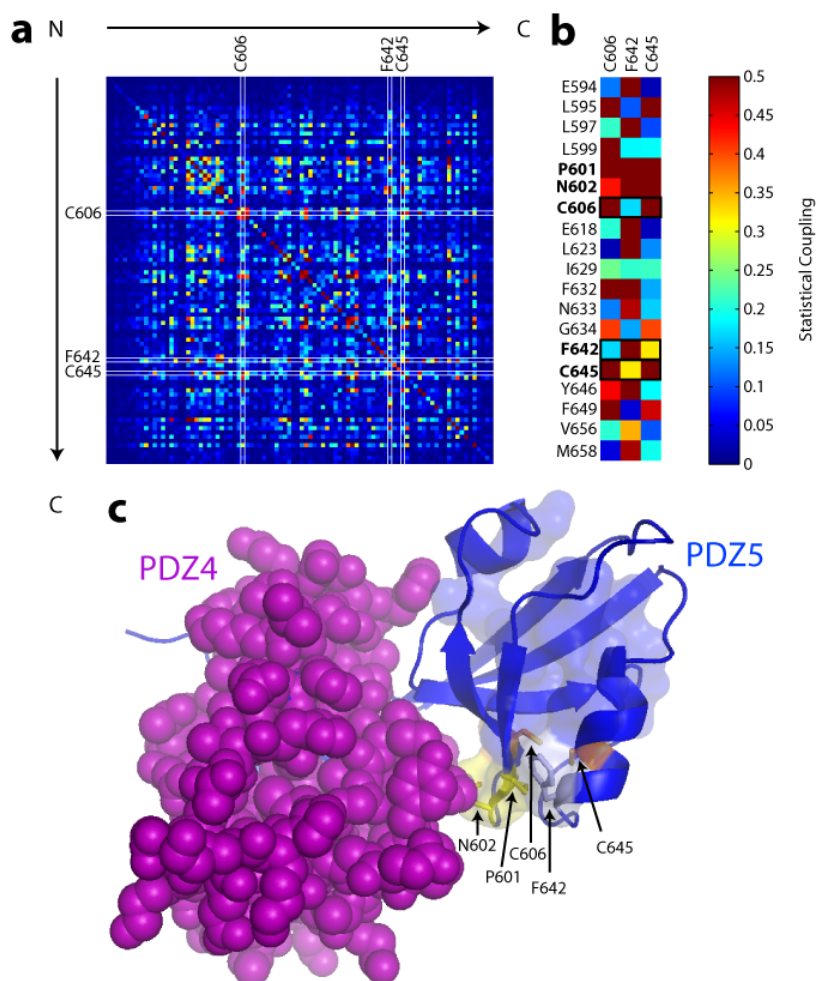 a N C
C606
F642
C645
C606
F642
C645
b
C606
F642
C645
E594
L595
L597
L599
P601
N602
C606
E618
L623
I629
F632
N633
G634
F642
C645
Y646
F649
V656
M658
0.5
0.45
0.4
0.35
0.3
0.25
0.2
0.15
0.1
0.05
0
Statistical Coupling
C
c
PDZ4
PDZ5
N602
P601
C606
F642
C645